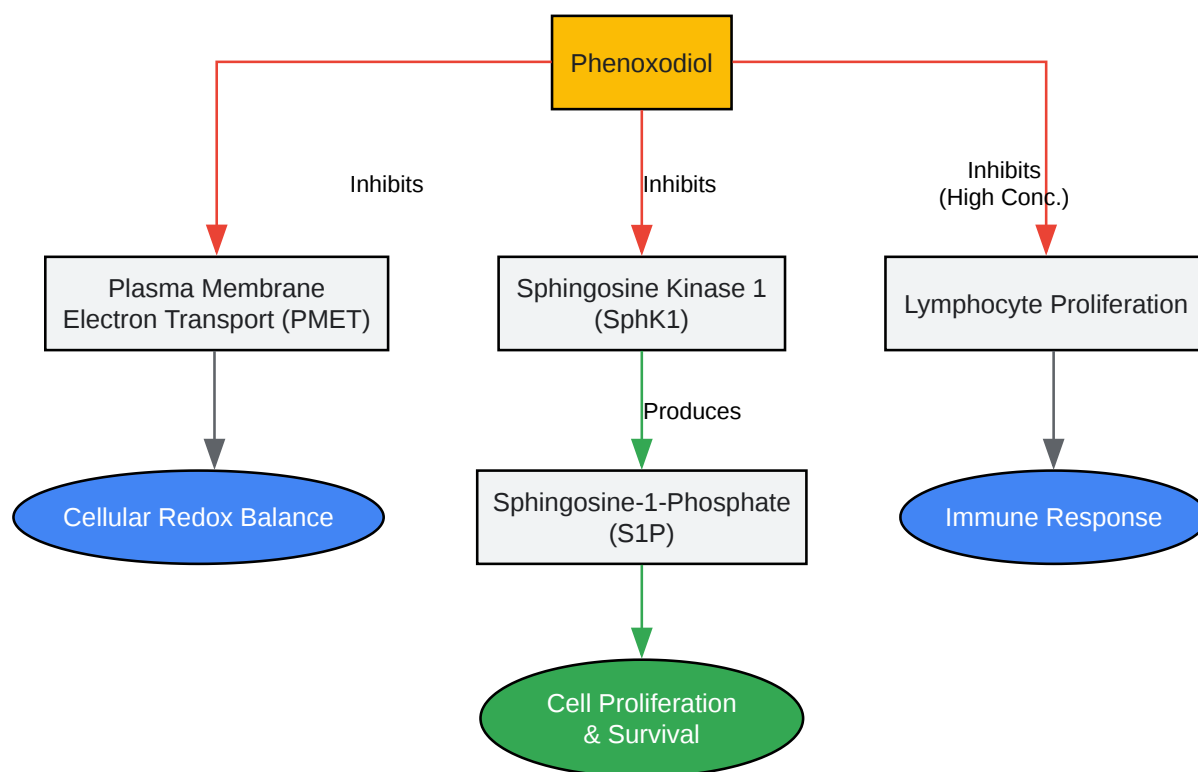 Phenoxodiol
Inhibits
Inhibits
Inhibits
(High Conc.)
Plasma Membrane
Electron Transport (PMET)
Sphingosine Kinase 1
(SphK1)
Lymphocyte Proliferation
Produces
Cellular Redox Balance
Sphingosine-1-Phosphate
(S1P)
Immune Response
Cell Proliferation
& Survival